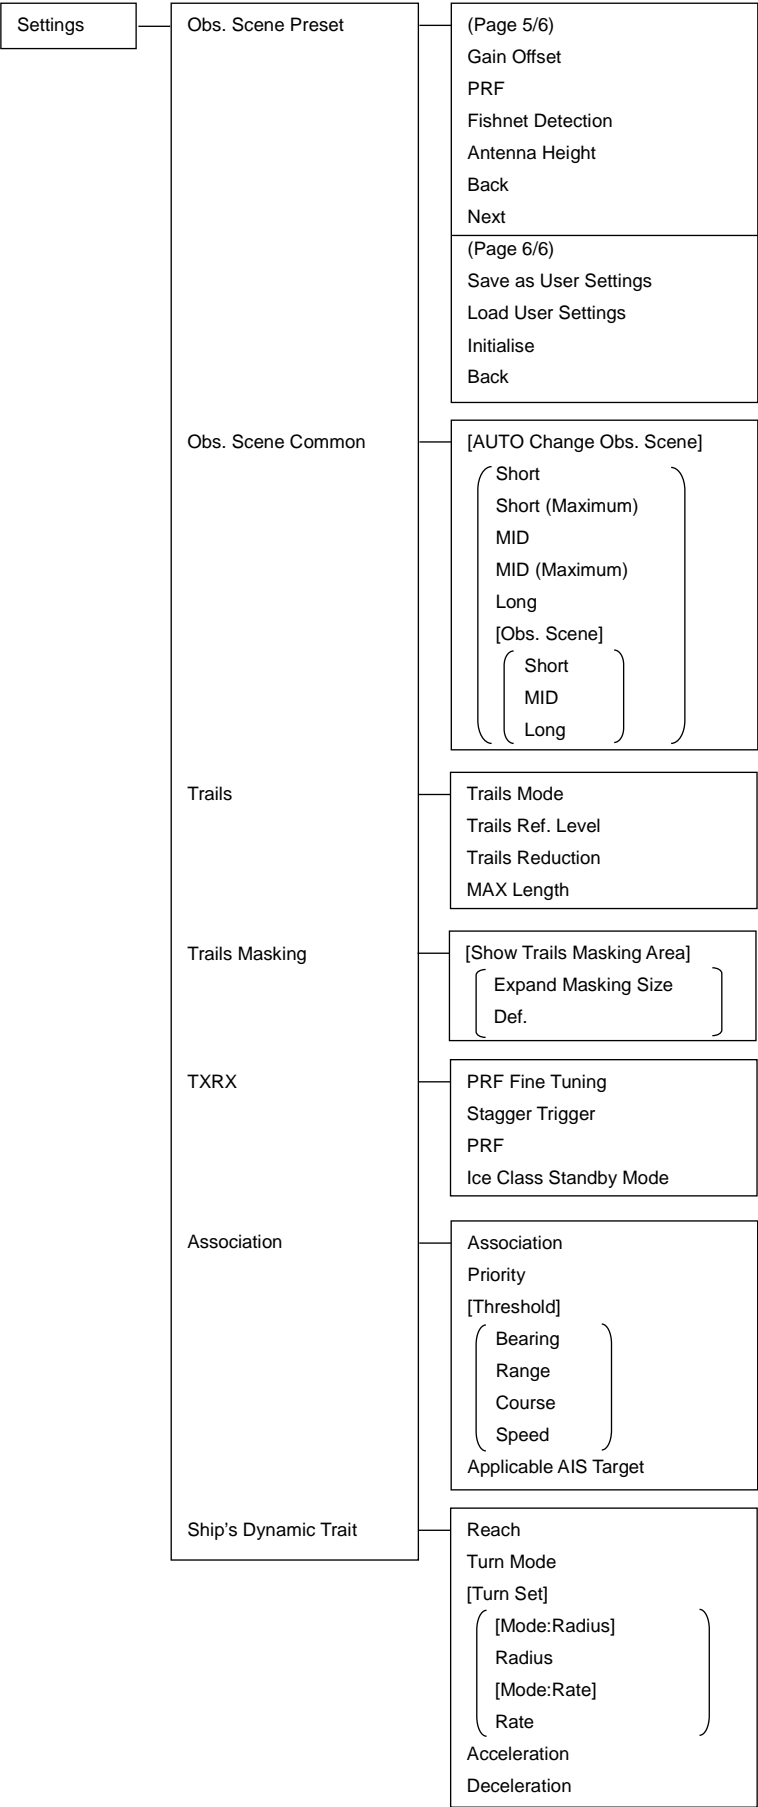 Settings
Obs. Scene Preset
(Page 5/6)
Gain Offset
PRF
Fishnet Detection
Antenna Height
Back
Next
(Page 6/6)
Save as User Settings
Load User Settings
Initialise
Back
Obs. Scene Common
[AUTO Change Obs. Scene]
Short
Short (Maximum)
MID
MID (Maximum)
Long
[Obs. Scene]
Short
MID
Long
Trails
Trails Mode
Trails Ref. Level
Trails Reduction
MAX Length
Trails Masking
[Show Trails Masking Area]
Expand Masking Size
Def.
TXRX
PRF Fine Tuning
Stagger Trigger
PRF
Ice Class Standby Mode
Association
Association
Priority
[Threshold]
Bearing
Range
Course
Speed
Applicable AIS Target
Ship's Dynamic Trait
Reach
Turn Mode
[Turn Set]
[Mode:Radius]
Radius
[Mode:Rate]
Rate
Acceleration
Deceleration